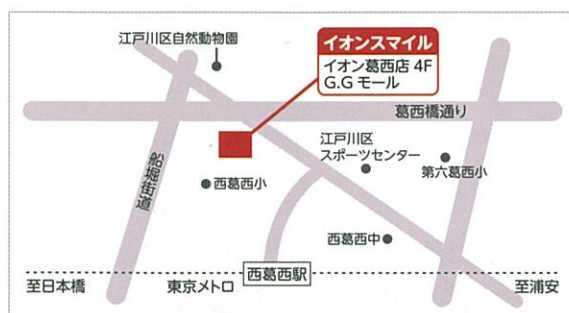 江戸川区自然動物園
イオンスマイル
イオン葛西店 4F
G.G モール
葛西橋通り
船堀街道
江戸川区
スポーツセンター
第六葛西小
西葛西小
西葛西中
西葛西駅
至日本橋
東京メトロ
至浦安